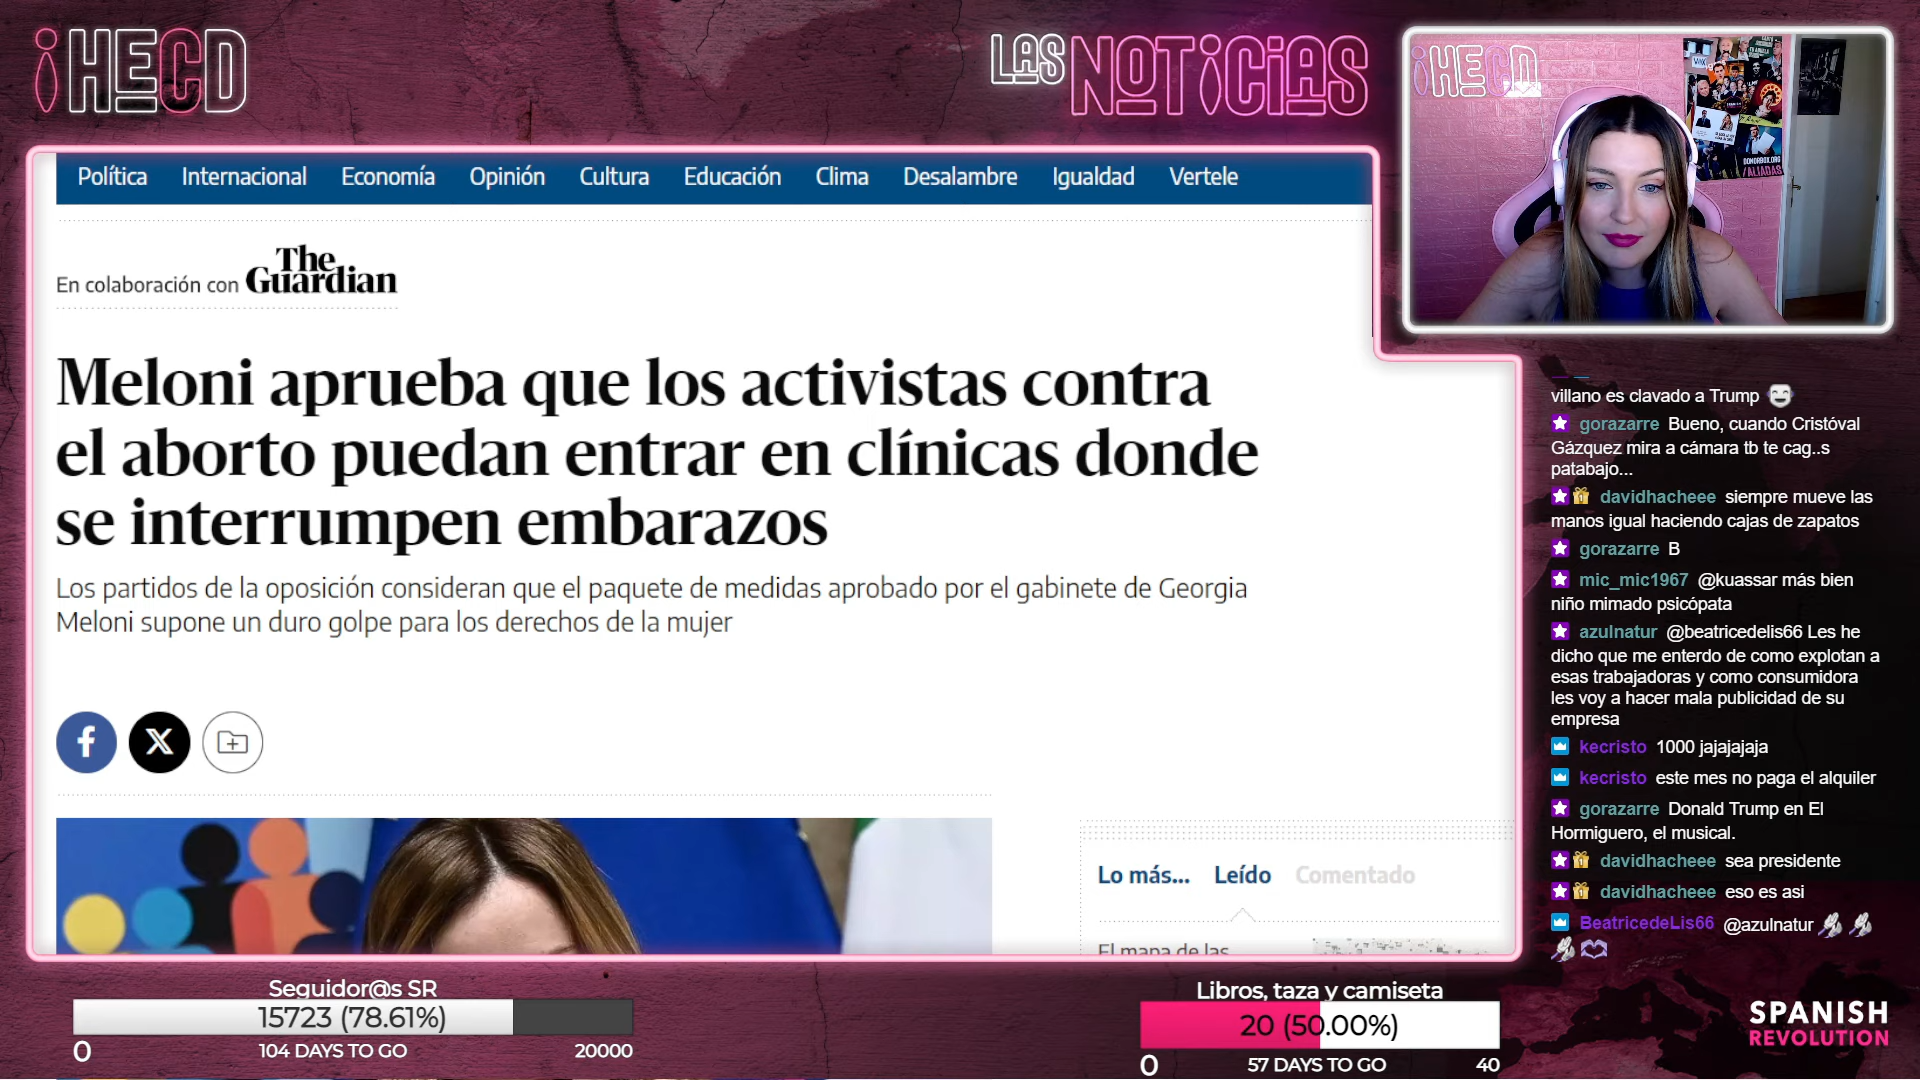 ¡HECD
LAS NOTICIAS
¡HECD
DONORBOX.ORG
/ALIADAS
Política Internacional Economía Opinión Cultura Educación Clima Desalambre Igualdad Vertele
En colaboración con The Guardian
Meloni aprueba que los activistas contra
el aborto puedan entrar en clínicas donde
se interrumpen embarazos
Los partidos de la oposición consideran que el paquete de medidas aprobado por el gabinete de Georgia
Meloni supone un duro golpe para los derechos de la mujer
Lo más... Leído Comentado
El mapa de las
villano es clavado a Trump
gorazarre Bueno, cuando Cristóval
Gázquez mira a cámara tb te cag..s
patabajo...
davidhacheee siempre mueve las
manos igual haciendo cajas de zapatos
gorazarre B
mic_mic1967 @kuassar más bien
niño mimado psicópata
azulnatur @beatricedelis66 Les he
dicho que me enterdo de como explotan a
esas trabajadoras y como consumidora
les voy a hacer mala publicidad de su
empresa
kecristo 1000 jajajajaja
kecristo este mes no paga el alquiler
gorazarre Donald Trump en El
Hormiguero, el musical.
davidhacheee sea presidente
davidhacheee eso es asi
BeatricedeLis66 @azulnatur
Seguidor@s SR
15723 (78.61%)
0 104 DAYS TO GO 20000
Libros, taza y camiseta
20 (50.00%)
0 57 DAYS TO GO 40
SPANISH
REVOLUTION